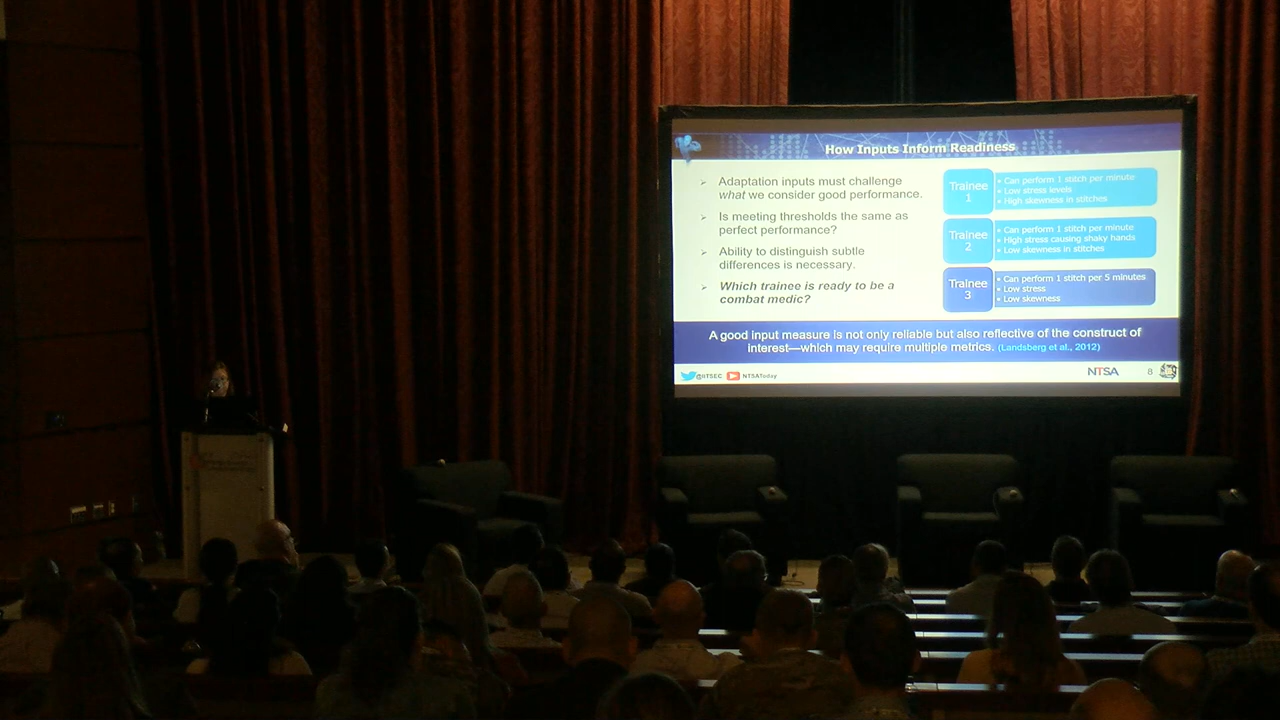 How Inputs Inform Readiness
➢ Adaptation inputs must challenge
what we consider good performance.
➢ Is meeting thresholds the same as
perfect performance?
➢ Ability to distinguish subtle
differences is necessary.
➢ Which trainee is ready to be a
combat medic?
Trainee
1
• Can perform 1 stitch per minute
• Low stress levels
• High skewness in stitches
Trainee
2
• Can perform 1 stitch per minute
• High stress causing shaky hands
• Low skewness in stitches
Trainee
3
• Can perform 1 stitch per 5 minutes
• Low stress
• Low skewness
A good input measure is not only reliable but also reflective of the construct of
interest—which may require multiple metrics. (Landsberg et al., 2012)
@IITSEC NTSAToday
NTSA 8